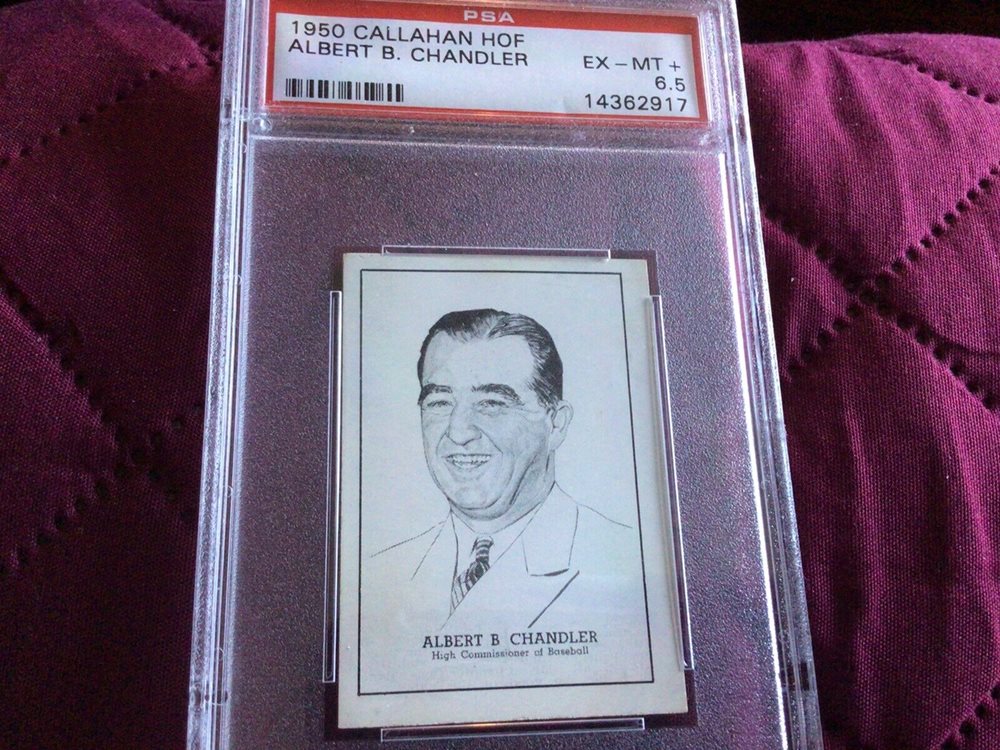 PSA
1950 CALLAHAN HOF
ALBERT B. CHANDLER
EX – MT +
6.5
14362917
ALBERT B CHANDLER
High Commissioner of Baseball